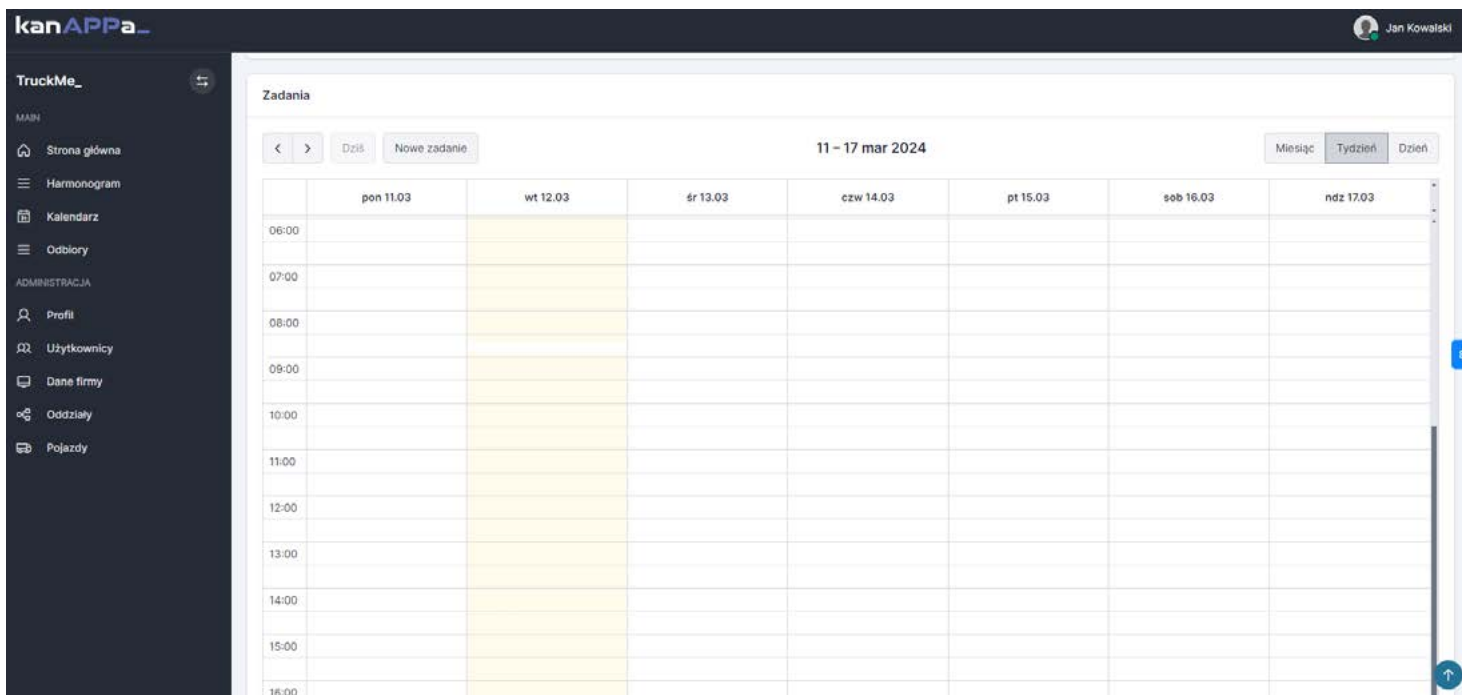 kanAPPa_
Jan Kowalski
TruckMe_
MAIN
Strona główna
Harmonogram
Kalendarz
Odbiory
ADMINISTRACJA
Profil
Użytkownicy
Dane firmy
Oddziały
Pojazdy
Zadania
Dziś Nowe zadanie 11 – 17 mar 2024 Miesiąc Tydzień Dzień
pon 11.03 wt 12.03 śr 13.03 czw 14.03 pt 15.03 sob 16.03 ndz 17.03
06:00
07:00
08:00
09:00
10:00
11:00
12:00
13:00
14:00
15:00
16:00